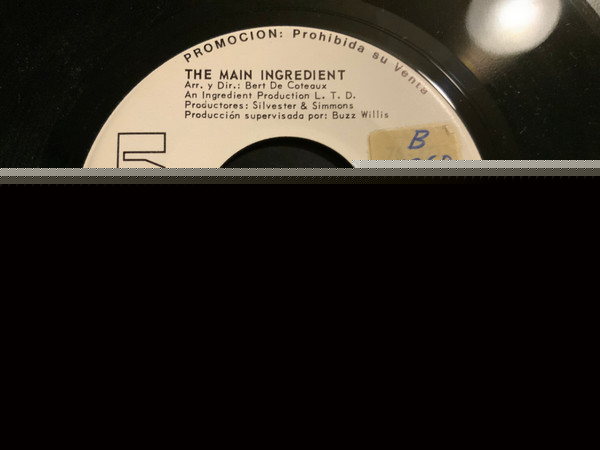 PROMOCION: Prohibida su Venta
THE MAIN INGREDIENT
Arr. y Dir.: Bert De Coteaux
An Ingredient Production L. T. D.
Productores: Silvester & Simmons
Producción supervisada por: Buzz Willis
B